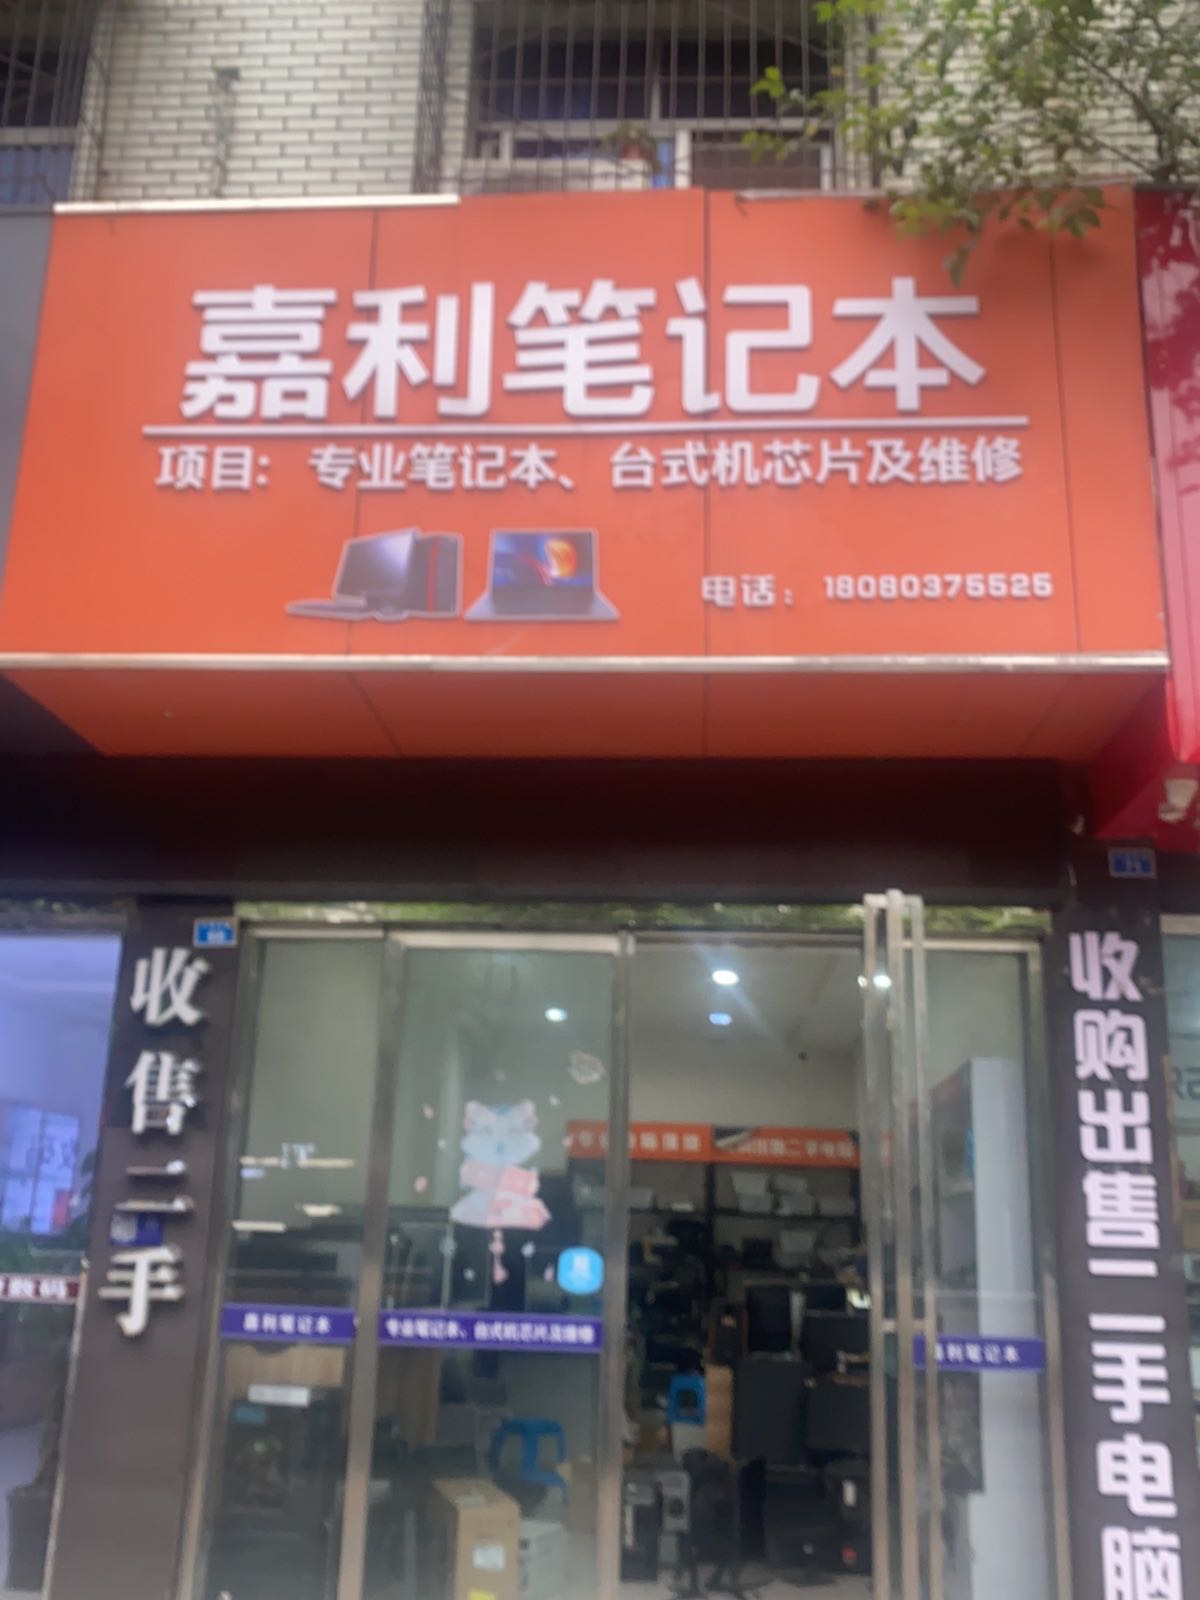 嘉利笔记本
项目：专业笔记本、台式机芯片及维修
电话：18080375525
收售二手
收购出售二手电脑
嘉利笔记本
专业笔记本、台式机芯片及维修
嘉利笔记本
数码